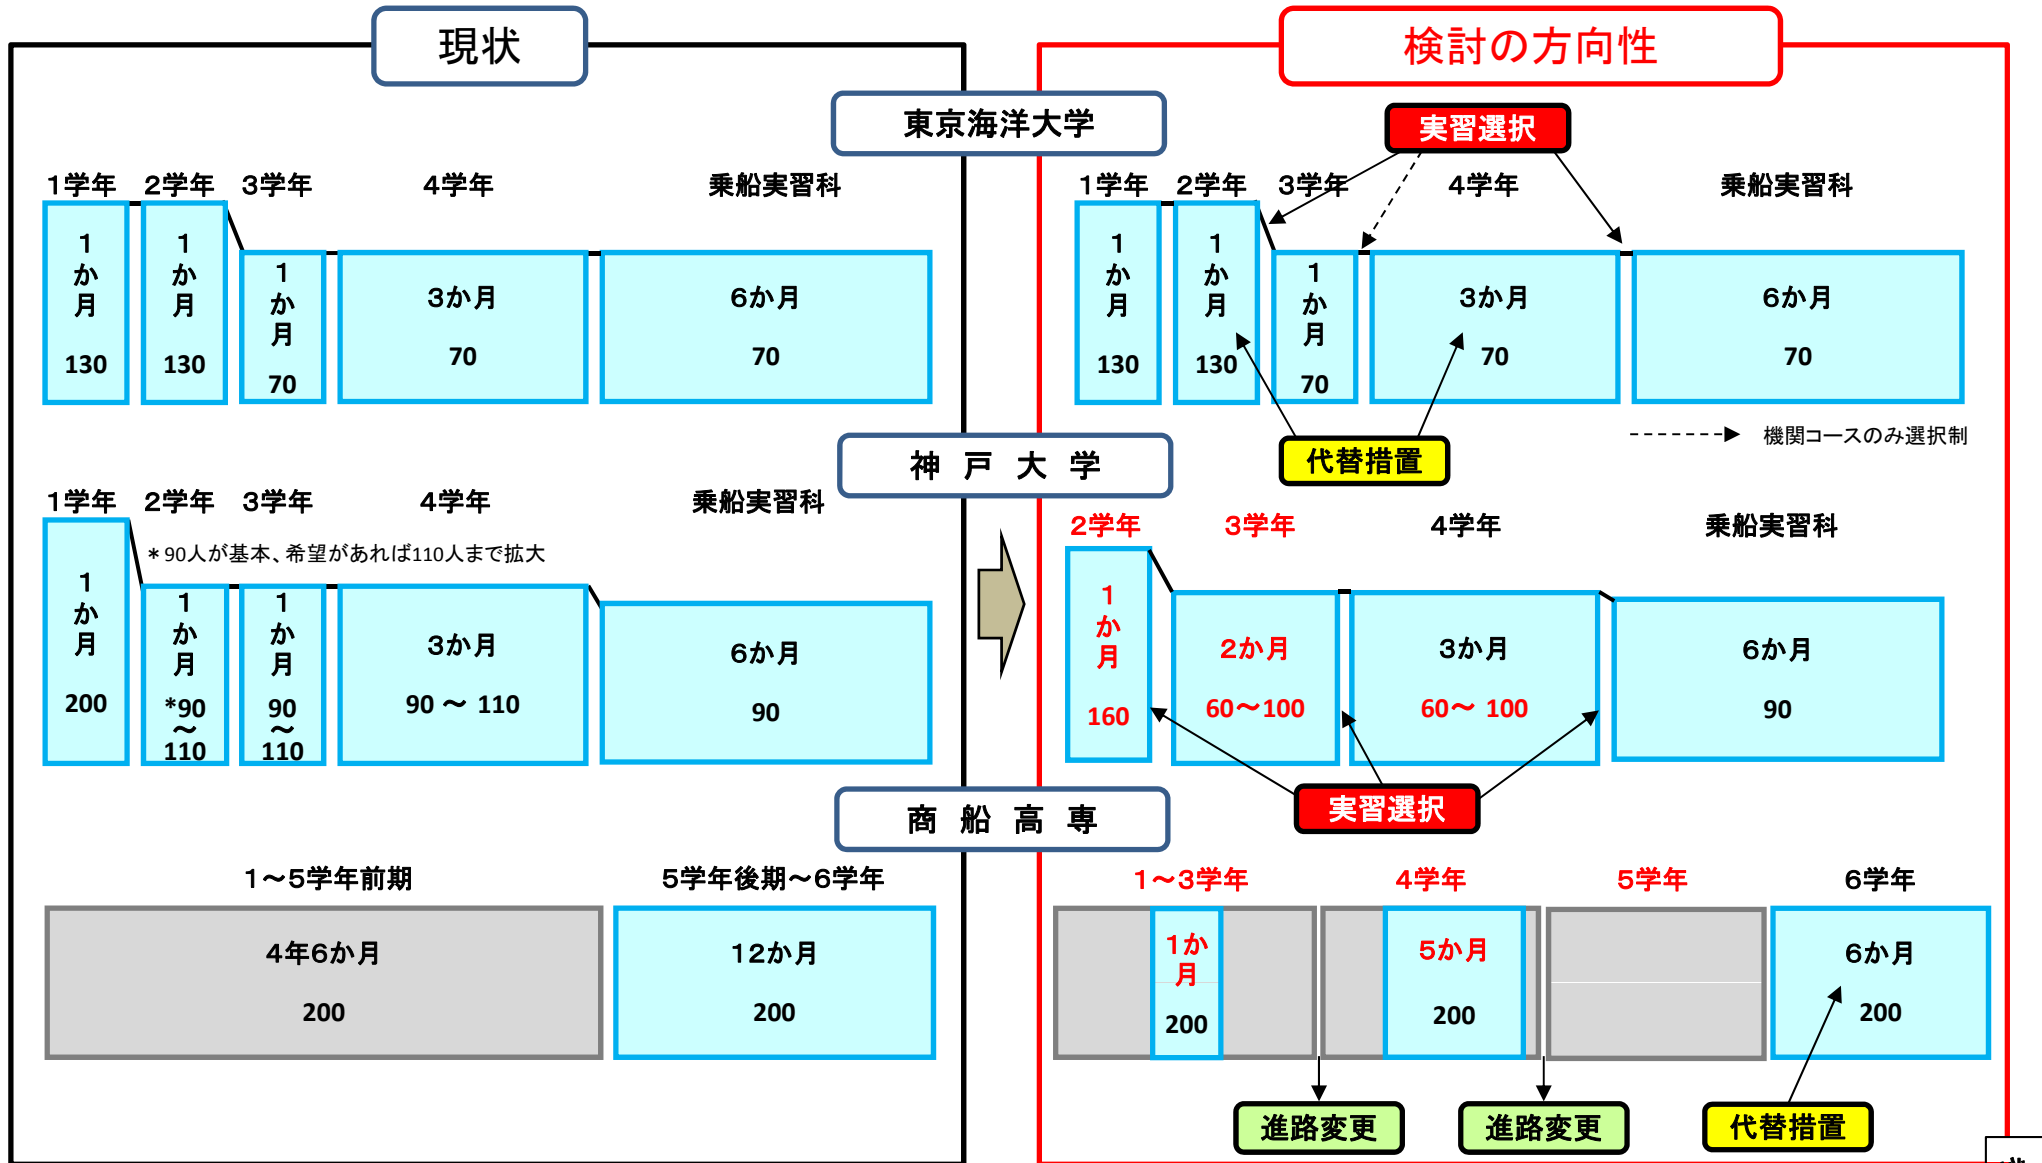 現状
検討の方向性
東京海洋大学
実習選択
1学年 2学年 3学年 4学年 乗船実習科
1か月
130
1か月
130
1か月
70
3か月
70
6か月
70
1学年 2学年 3学年 4学年 乗船実習科
1か月
130
1か月
130
1か月
70
3か月
70
6か月
70
代替措置
機関コースのみ選択制
神戸大学
1学年 2学年 3学年 4学年 乗船実習科
*90人が基本、希望があれば110人まで拡大
1か月
200
1か月
*90
～
110
1か月
90
～
110
3か月
90 ～ 110
6か月
90
2学年 3学年 4学年 乗船実習科
1か月
160
2か月
60～100
3か月
60～ 100
6か月
90
実習選択
商船高専
1～5学年前期 5学年後期～6学年
4年6か月
200
12か月
200
1～3学年 4学年 5学年 6学年
1か
月
200
5か月
200
6か月
200
進路変更
進路変更
代替措置